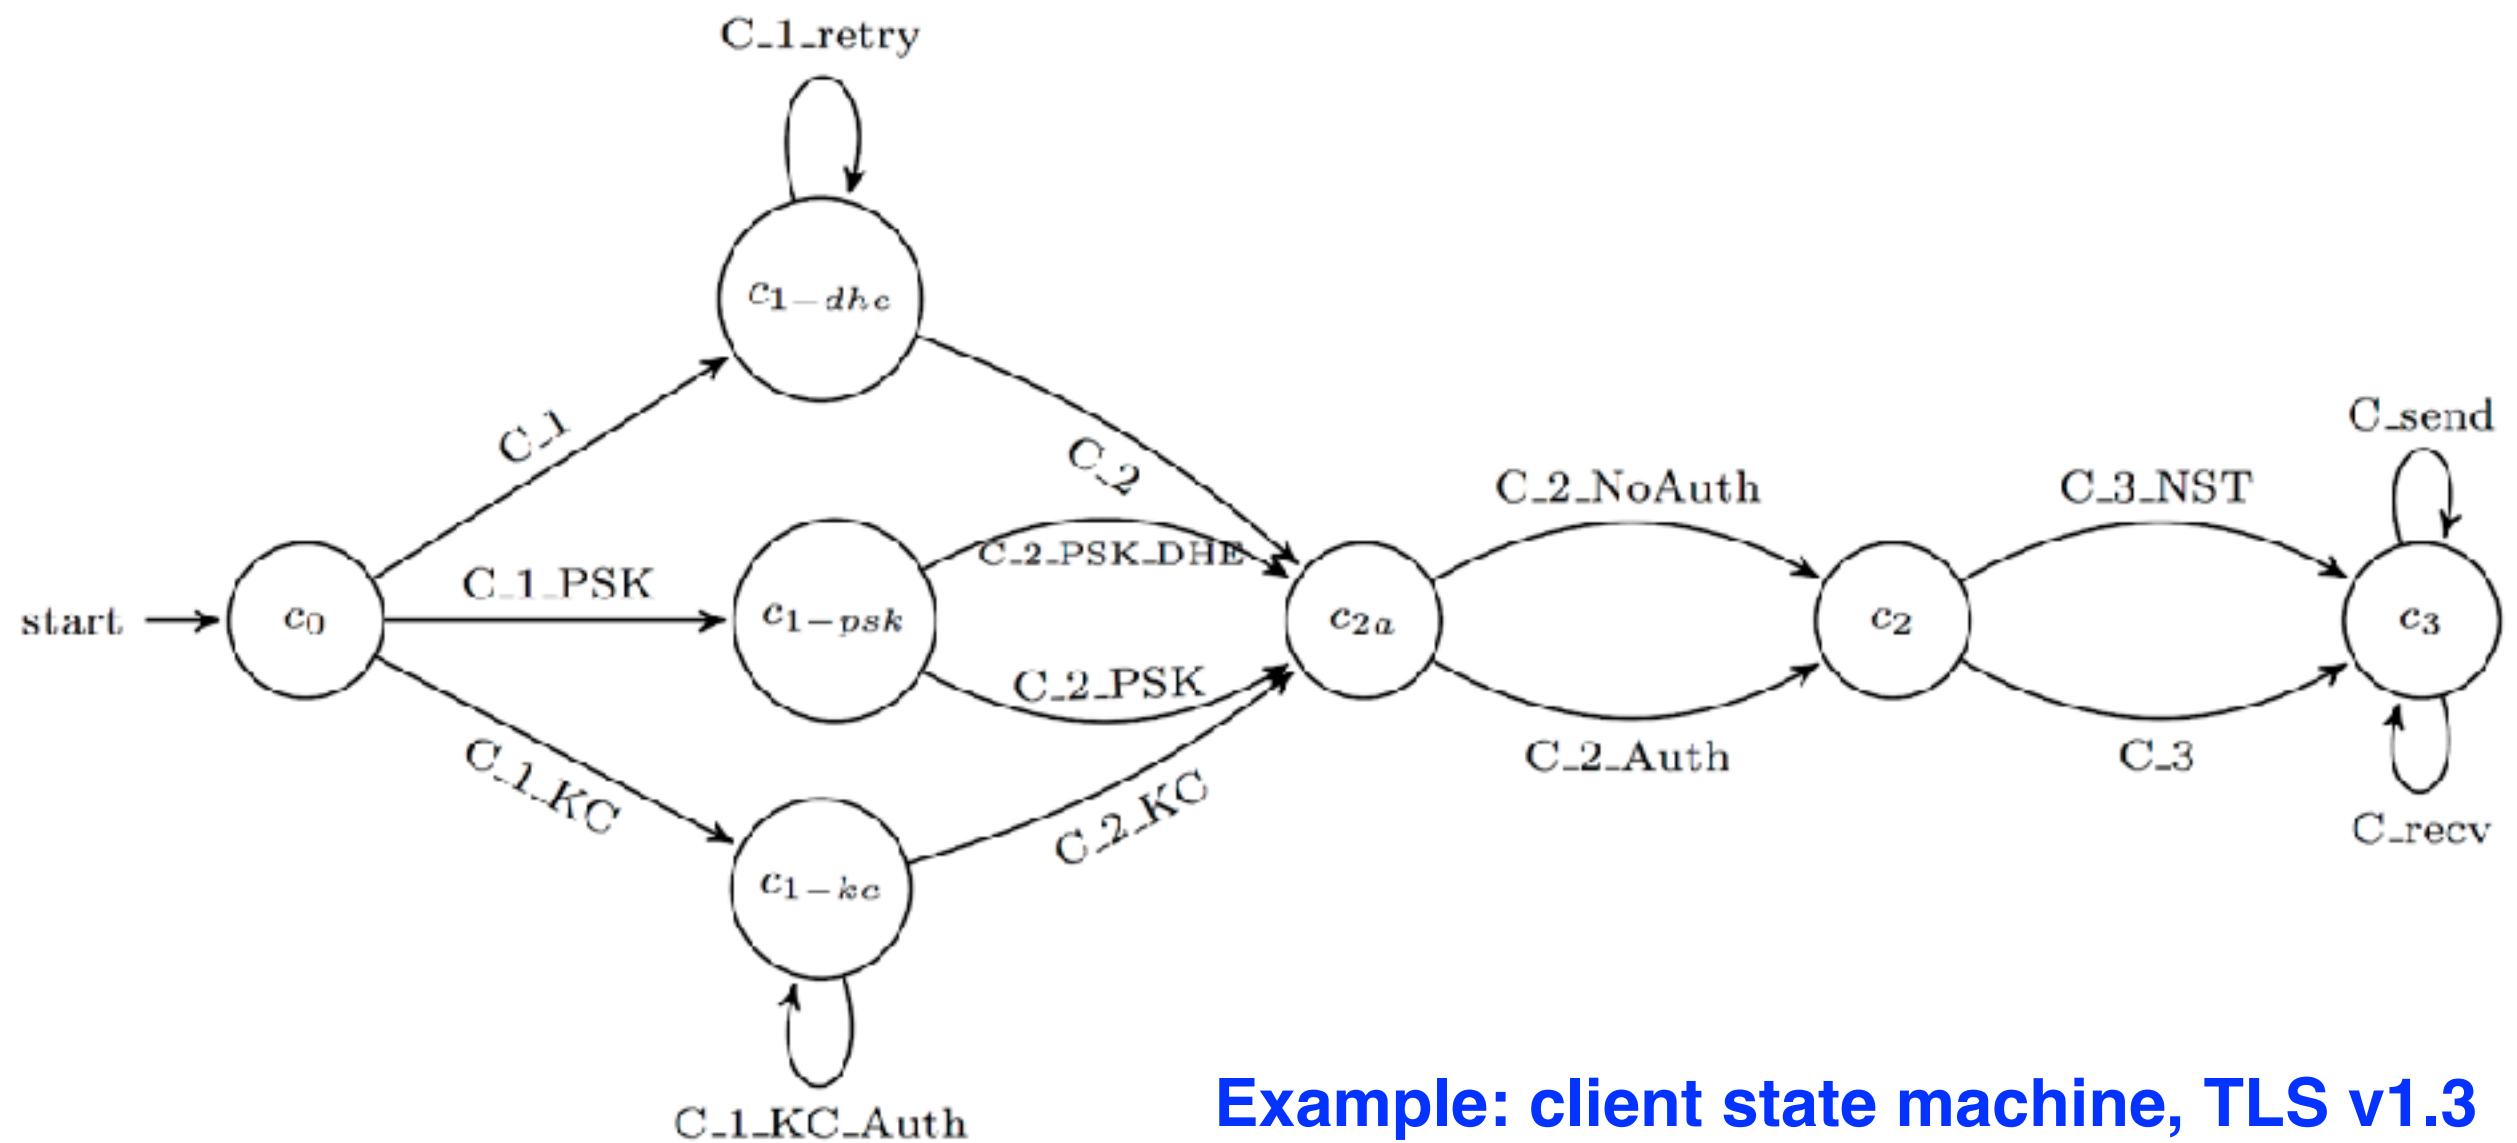 C_1_retry
c1−dhe
C_1
C_2
C_send
C_2_NoAuth
C_3_NST
C_2_PSK_DHE
C_1_PSK
start
c0
c1−psk
c2a
c2
c3
C_2_PSK
C_2_Auth
C_3
C_1_KC
C_2_KC
C_recv
c1−kc
C_1_KC_Auth
Example: client state machine, TLS v1.3